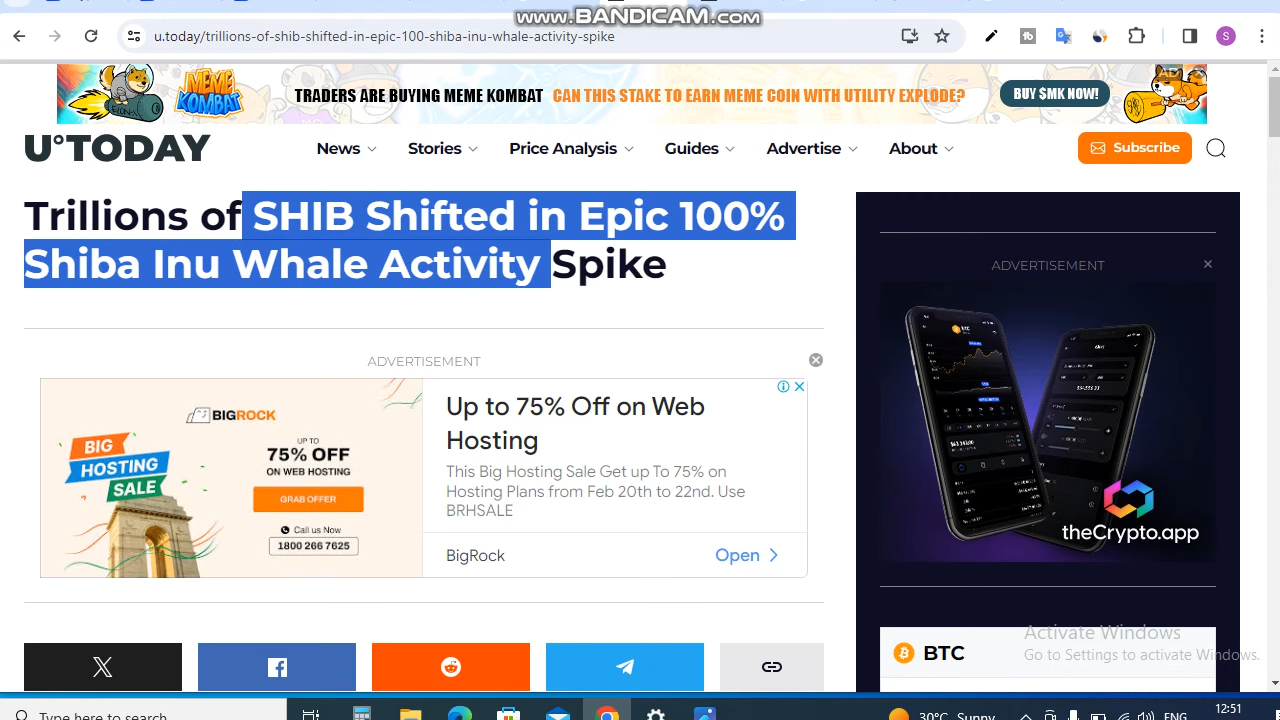 www.BANDICAM.com
u.today/trillions-of-shib-shifted-in-epic-100-shiba-inu-whale-activity-spike
S
MEME KOMBAT
TRADERS ARE BUYING MEME KOMBAT CAN THIS STAKE TO EARN MEME COIN WITH UTILITY EXPLODE?
BUY $MK NOW!
U°TODAY
News
Stories
Price Analysis
Guides
Advertise
About
Subscribe
Trillions of SHIB Shifted in Epic 100%
Shiba Inu Whale Activity Spike
ADVERTISEMENT
BIGROCK
BIG
HOSTING
SALE
UP TO
75% OFF
ON WEB HOSTING
GRAB OFFER
Call us Now
1800 266 7625
Up to 75% Off on Web
Hosting
This Big Hosting Sale Get up To 75% on
Hosting Plans from Feb 20th to 22nd. Use
BRHSALE
BigRock
Open
ADVERTISEMENT
BTC
theCrypto.app
BTC
Activate Windows
Go to Settings to activate Windows.
Type here to search
30°C Sunny
ENG
12:51